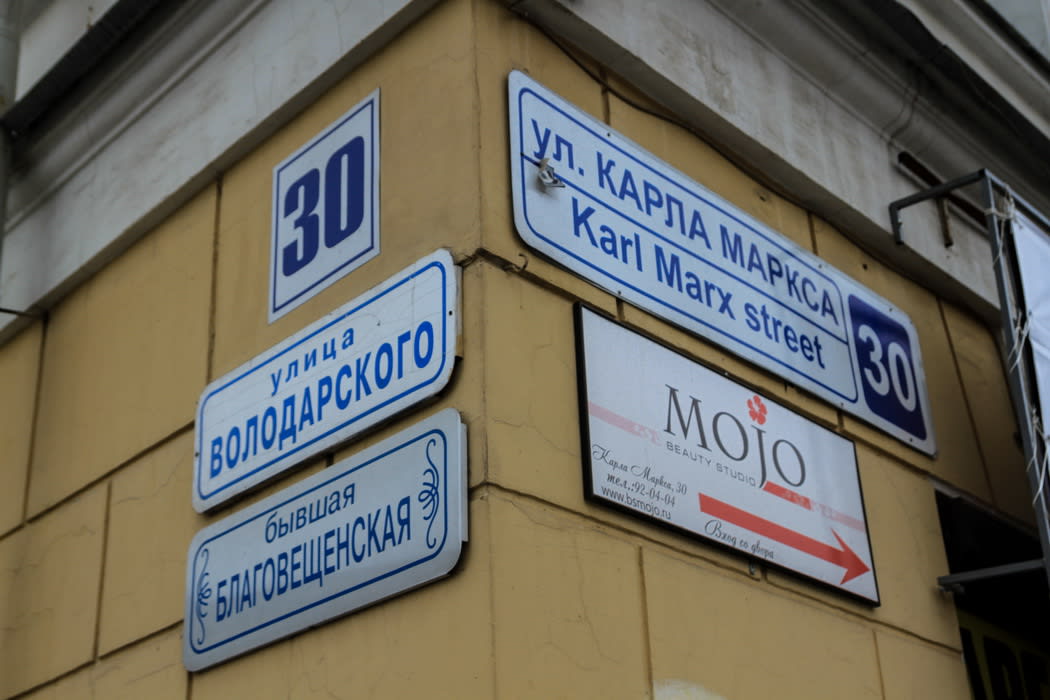 30
улица
ВОЛОДАРСКОГО
бывшая
БЛАГОВЕЩЕНСКАЯ
ул. КАРЛА МАРКСА
Karl Marx street
30
MOJO
BEAUTY STUDIO
Карла Маркса, 30
тел.:92-04-04
www.bsmojo.ru
Вход со двора